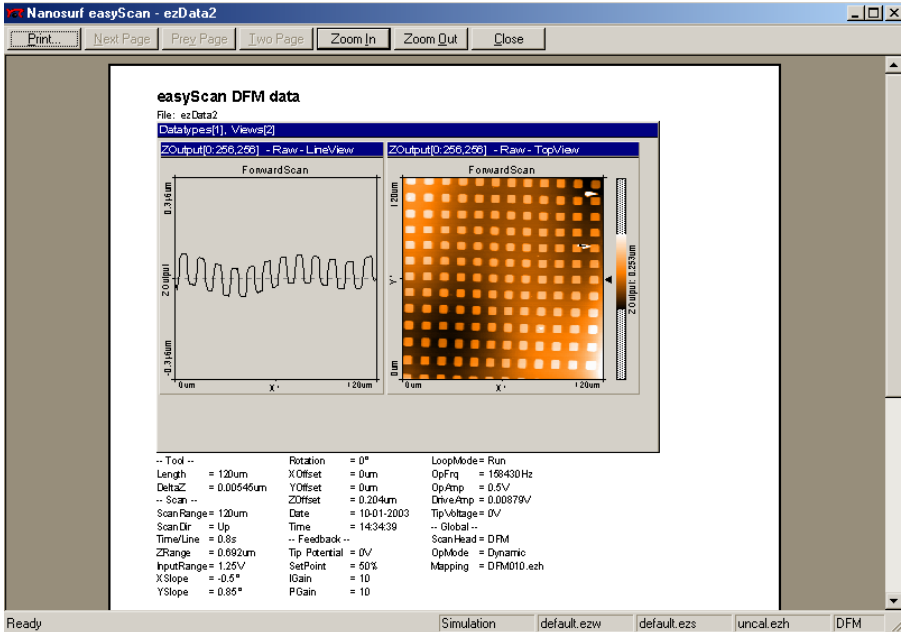 Nanosurf easyScan - ezData2
Print... Next Page Prev Page Two Page Zoom In Zoom Out Close
easyScan DFM data
File: ezData2
Datatypes[1], Views[2]
ZOutput[0:256,256] - Raw - LineView
ForwardScan
0.316um
Z Output
-0.316um
0um X* 120um
ZOutput[0:256,256] - Raw - TopView
ForwardScan
120um
Y*
0um
0um X* 120um
Z Output: 0.253um
-- Tool --
Length = 120um
DeltaZ = 0.00545um
-- Scan --
ScanRange = 120um
ScanDir = Up
Time/Line = 0.8s
ZRange = 0.692um
InputRange = 1.25V
XSlope = -0.5°
YSlope = 0.85°
Rotation = 0°
XOffset = 0um
YOffset = 0um
ZOffset = 0.204um
Date = 10-01-2003
Time = 14:34:39
-- Feedback --
Tip Potential = 0V
SetPoint = 50%
IGain = 10
PGain = 10
LoopMode = Run
OpFrq = 158430Hz
OpAmp = 0.5V
DriveAmp = 0.00879V
TipVoltage = 0V
-- Global --
ScanHead = DFM
OpMode = Dynamic
Mapping = DFM010.ezh
Ready Simulation default.ezw default.ezs uncal.ezh DFM